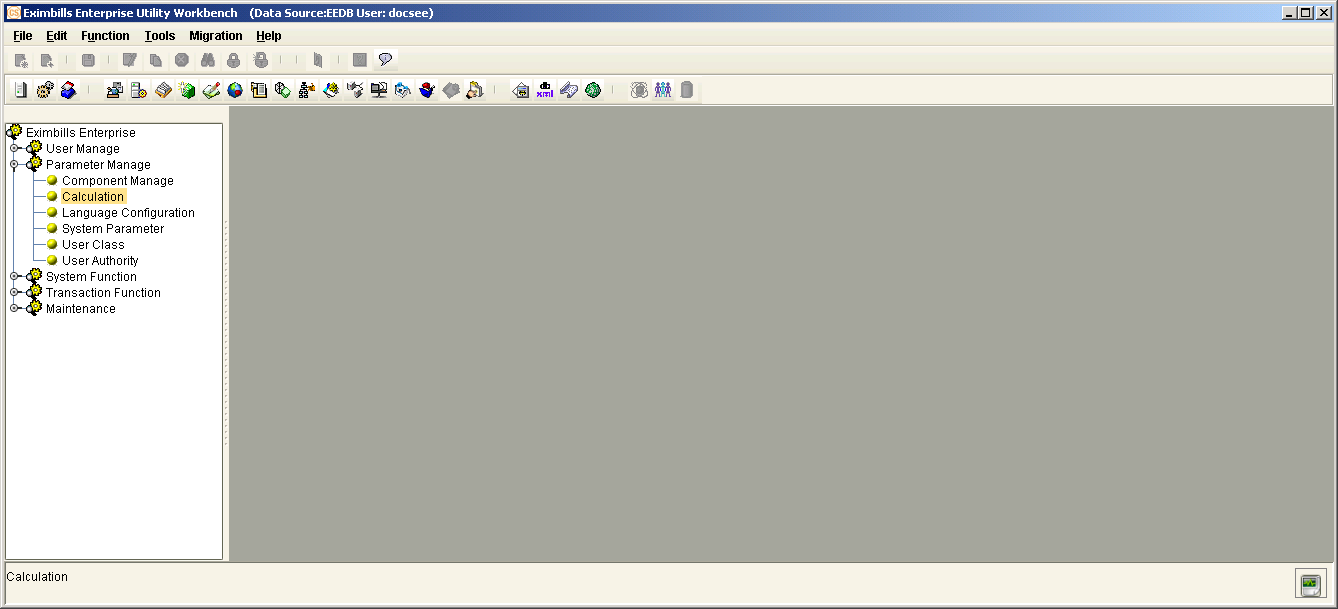 CS Eximbills Enterprise Utility Workbench (Data Source:EEDB User: docsee)
File Edit Function Tools Migration Help
xml
Eximbills Enterprise
User Manage
Parameter Manage
Component Manage
Calculation
Language Configuration
System Parameter
User Class
User Authority
System Function
Transaction Function
Maintenance
Calculation